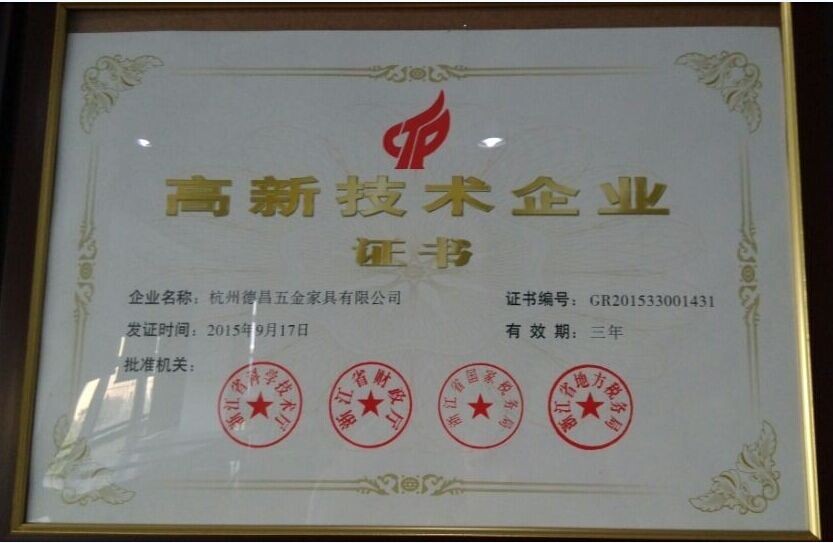 高新技术企业
证书
企业名称：杭州德昌五金家具有限公司
证书编号：GR201533001431
发证时间：2015年9月17日
有效期：三年
批准机关：
浙江省科学技术厅
浙江省财政厅
浙江省国家税务局
浙江省地方税务局